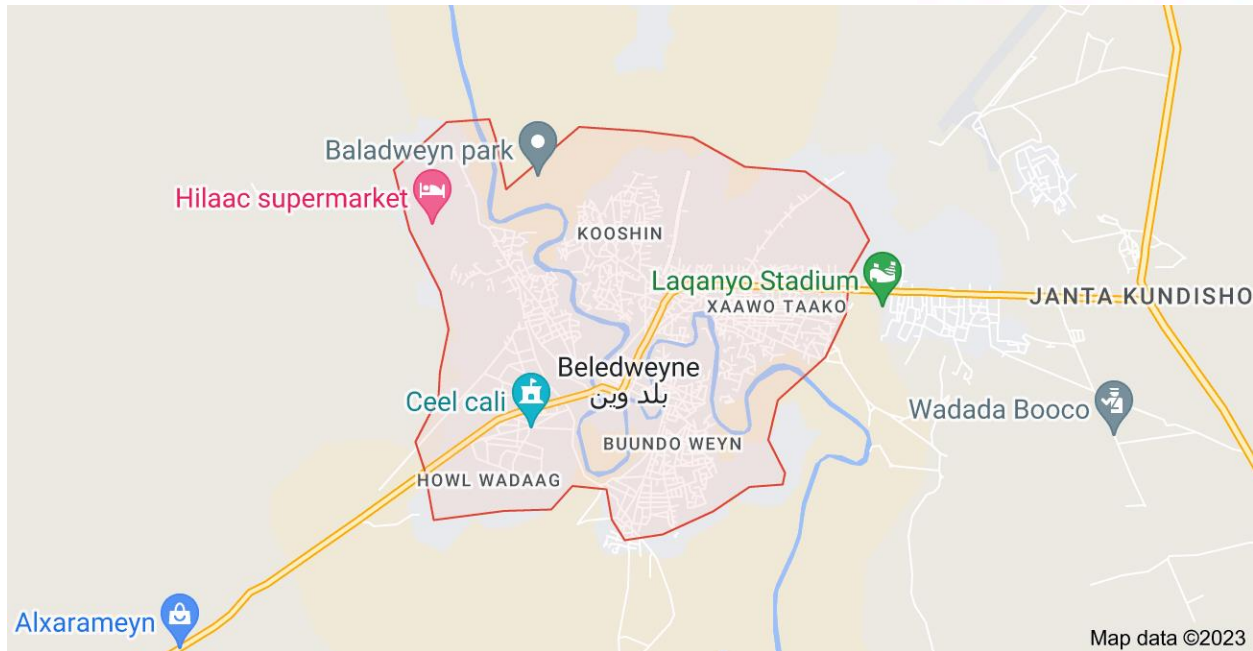 Baladweyn park
Hilaac supermarket
KOOSHIN
Laqanyo Stadium
XAAWO TAAKO
JANTA KUNDISHO
Beledweyne
بلد وين
Ceel cali
Wadada Booco
BUUNDO WEYN
HOWL WADAAG
Alxarameyn
Map data ©2023